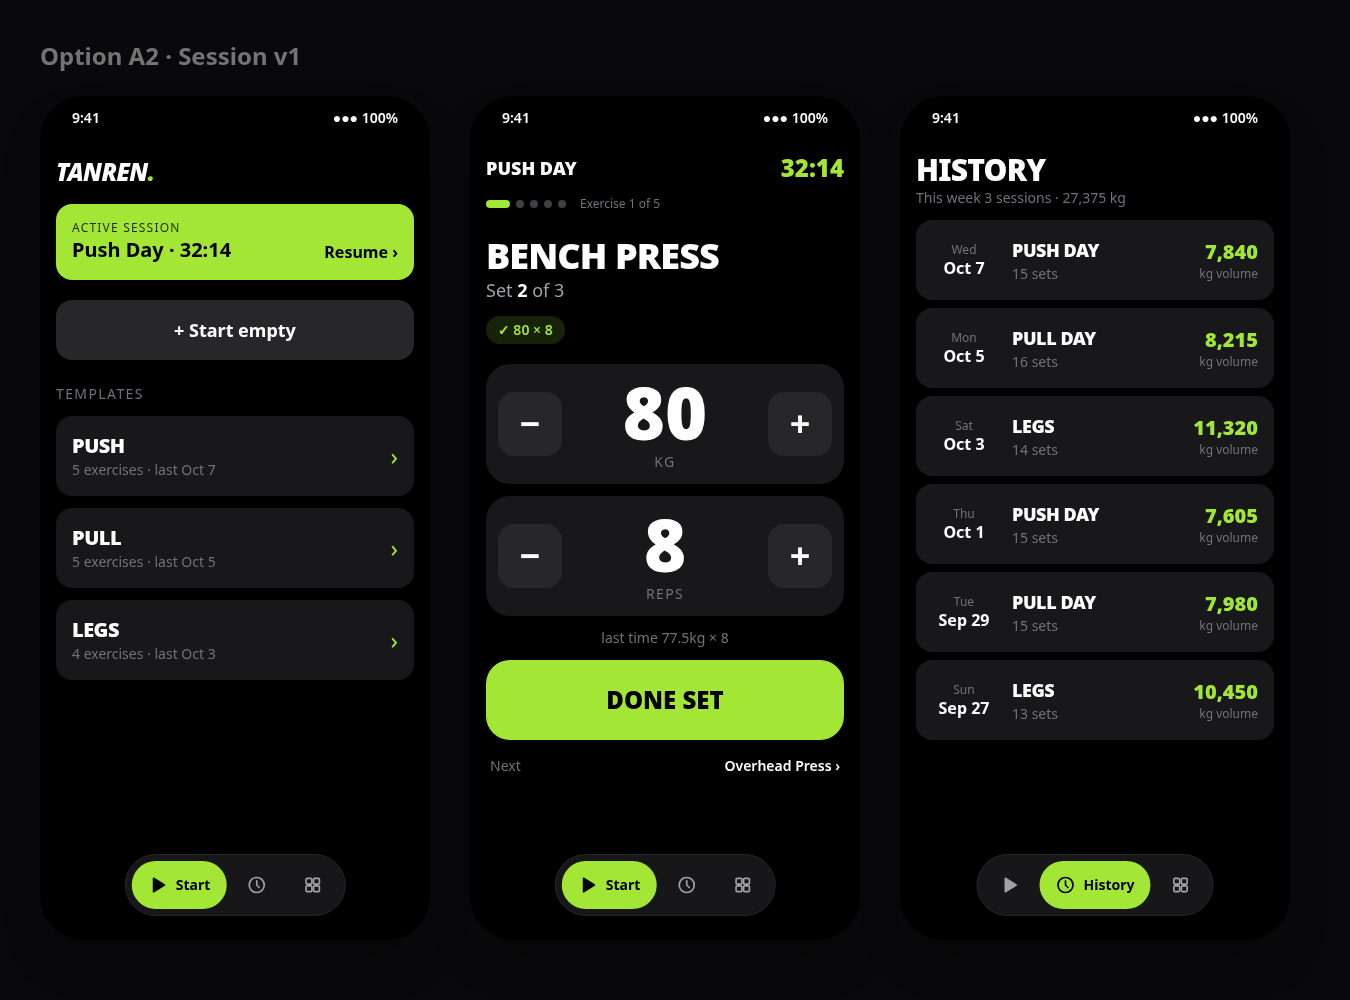 Option A2 · Session v1
9:41
●●● 100%
TANREN.
ACTIVE SESSION
Push Day · 32:14
Resume ›
+ Start empty
TEMPLATES
PUSH
5 exercises · last Oct 7
›
PULL
5 exercises · last Oct 5
›
LEGS
4 exercises · last Oct 3
›
Start
9:41
●●● 100%
PUSH DAY
32:14
Exercise 1 of 5
BENCH PRESS
Set 2 of 3
✓ 80 × 8
−
80
+
KG
−
8
+
REPS
last time 77.5kg × 8
DONE SET
Next
Overhead Press ›
Start
9:41
●●● 100%
HISTORY
This week 3 sessions · 27,375 kg
Wed
Oct 7
PUSH DAY
15 sets
7,840
kg volume
Mon
Oct 5
PULL DAY
16 sets
8,215
kg volume
Sat
Oct 3
LEGS
14 sets
11,320
kg volume
Thu
Oct 1
PUSH DAY
15 sets
7,605
kg volume
Tue
Sep 29
PULL DAY
15 sets
7,980
kg volume
Sun
Sep 27
LEGS
13 sets
10,450
kg volume
History